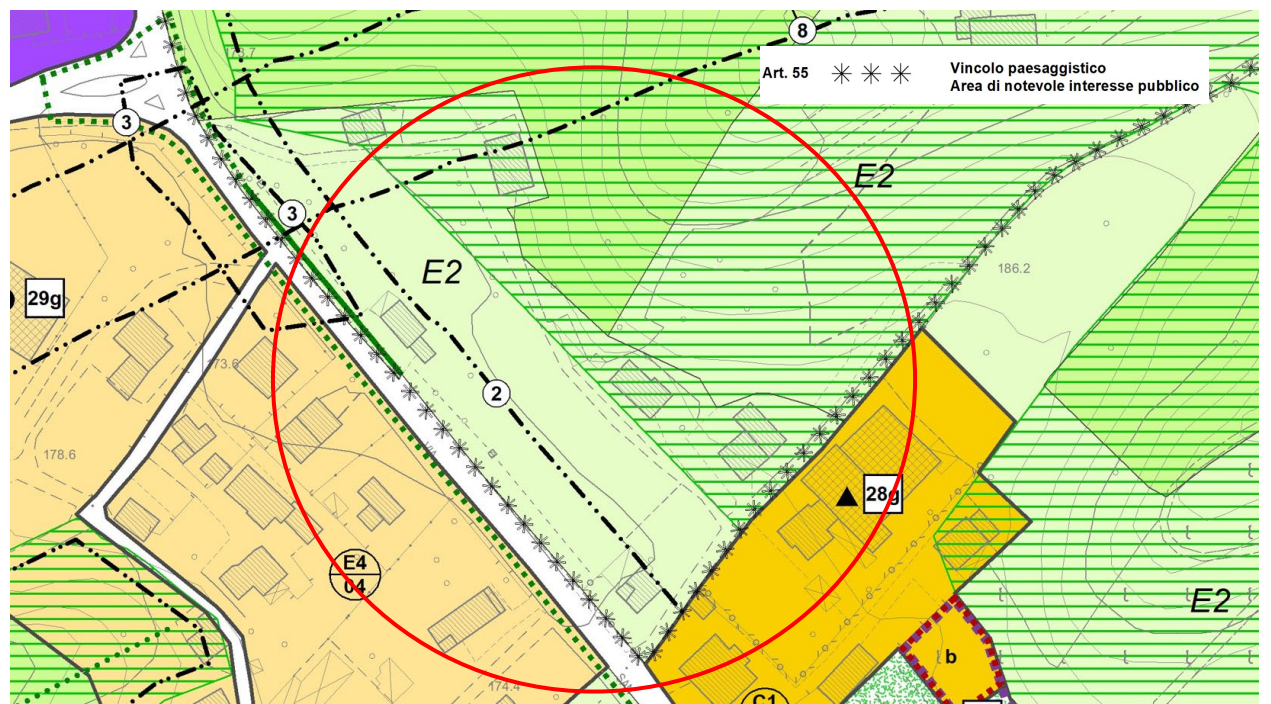 8
Art. 55
Vincolo paesaggistico
Area di notevole interesse pubblico
3
E2
3
186.2
E2
29g
173.6
2
178.6
28g
E4
04
E2
b
174.4
C1